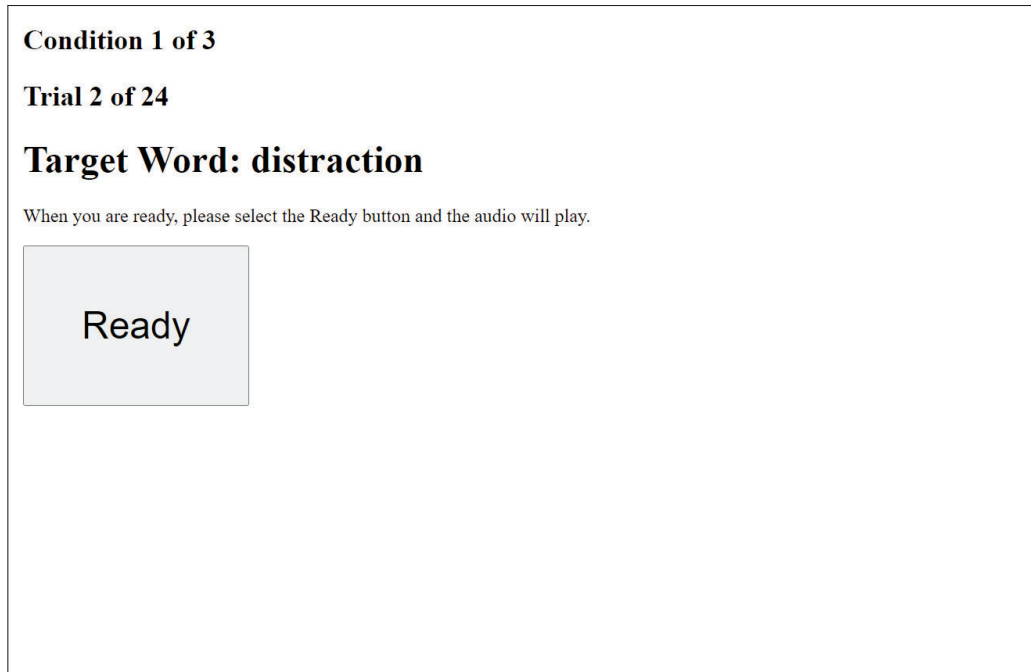 Condition 1 of 3
Trial 2 of 24
Target Word: distraction
When you are ready, please select the Ready button and the audio will play.
Ready